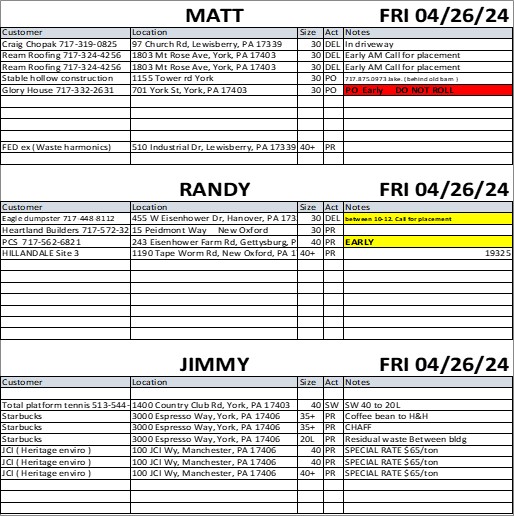 MATT FRI 04/26/24
Customer Location Size Act Notes
Craig Chopak 717-319-0825 97 Church Rd, Lewisberry, PA 17339 30 DEL In driveway
Ream Roofing 717-324-4256 1803 Mt Rose Ave, York, PA 17403 30 DEL Early AM Call for placement
Ream Roofing 717-324-4256 1803 Mt Rose Ave, York, PA 17403 30 DEL Early AM Call for placement
Stable hollow construction 1155 Tower rd York 30 PO 717.875.0973 Jake. ( behind old barn )
Glory House 717-332-2631 701 York St, York, PA 17403 30 PO PO Early DO NOT ROLL
FED ex ( Waste harmonics) 510 Industrial Dr, Lewisberry, PA 17339 40+ PR
RANDY FRI 04/26/24
Customer Location Size Act Notes
Eagle dumpster 717-448-8112 455 W Eisenhower Dr, Hanover, PA 173 30 DEL between 10-12. Call for placement
Heartland Builders 717-572-32 15 Peidmont Way New Oxford 30 PR
PCS 717-562-6821 243 Eisenhower Farm Rd, Gettysburg, P 40 PR EARLY
HILLANDALE Site 3 1190 Tape Worm Rd, New Oxford, PA 1 40+ PR 19325
JIMMY FRI 04/26/24
Customer Location Size Act Notes
Total platform tennis 513-544- 1400 Country Club Rd, York, PA 17403 40 SW SW 40 to 20L
Starbucks 3000 Espresso Way, York, PA 17406 35+ PR Coffee bean to H&H
Starbucks 3000 Espresso Way, York, PA 17406 35+ PR CHAFF
Starbucks 3000 Espresso Way, York, PA 17406 20L PR Residual waste Between bldg
JCI ( Heritage enviro ) 100 JCI Wy, Manchester, PA 17406 40 PR SPECIAL RATE $65/ton
JCI ( Heritage enviro ) 100 JCI Wy, Manchester, PA 17406 40 PR SPECIAL RATE $65/ton
JCI ( Heritage enviro ) 100 JCI Wy, Manchester, PA 17406 40+ PR SPECIAL RATE $65/ton